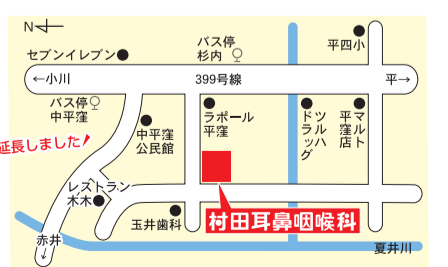 N
バス停
杉内
平四小
セブンイレブン
←小川
399号線
平→
バス停
中平窪
ラポール
平窪
ツルハ
ドラッグ
マルト
平窪店
中平窪
公民館
延長しました!
レストラン
木木
玉井歯科
村田耳鼻咽喉科
赤井
←
夏井川